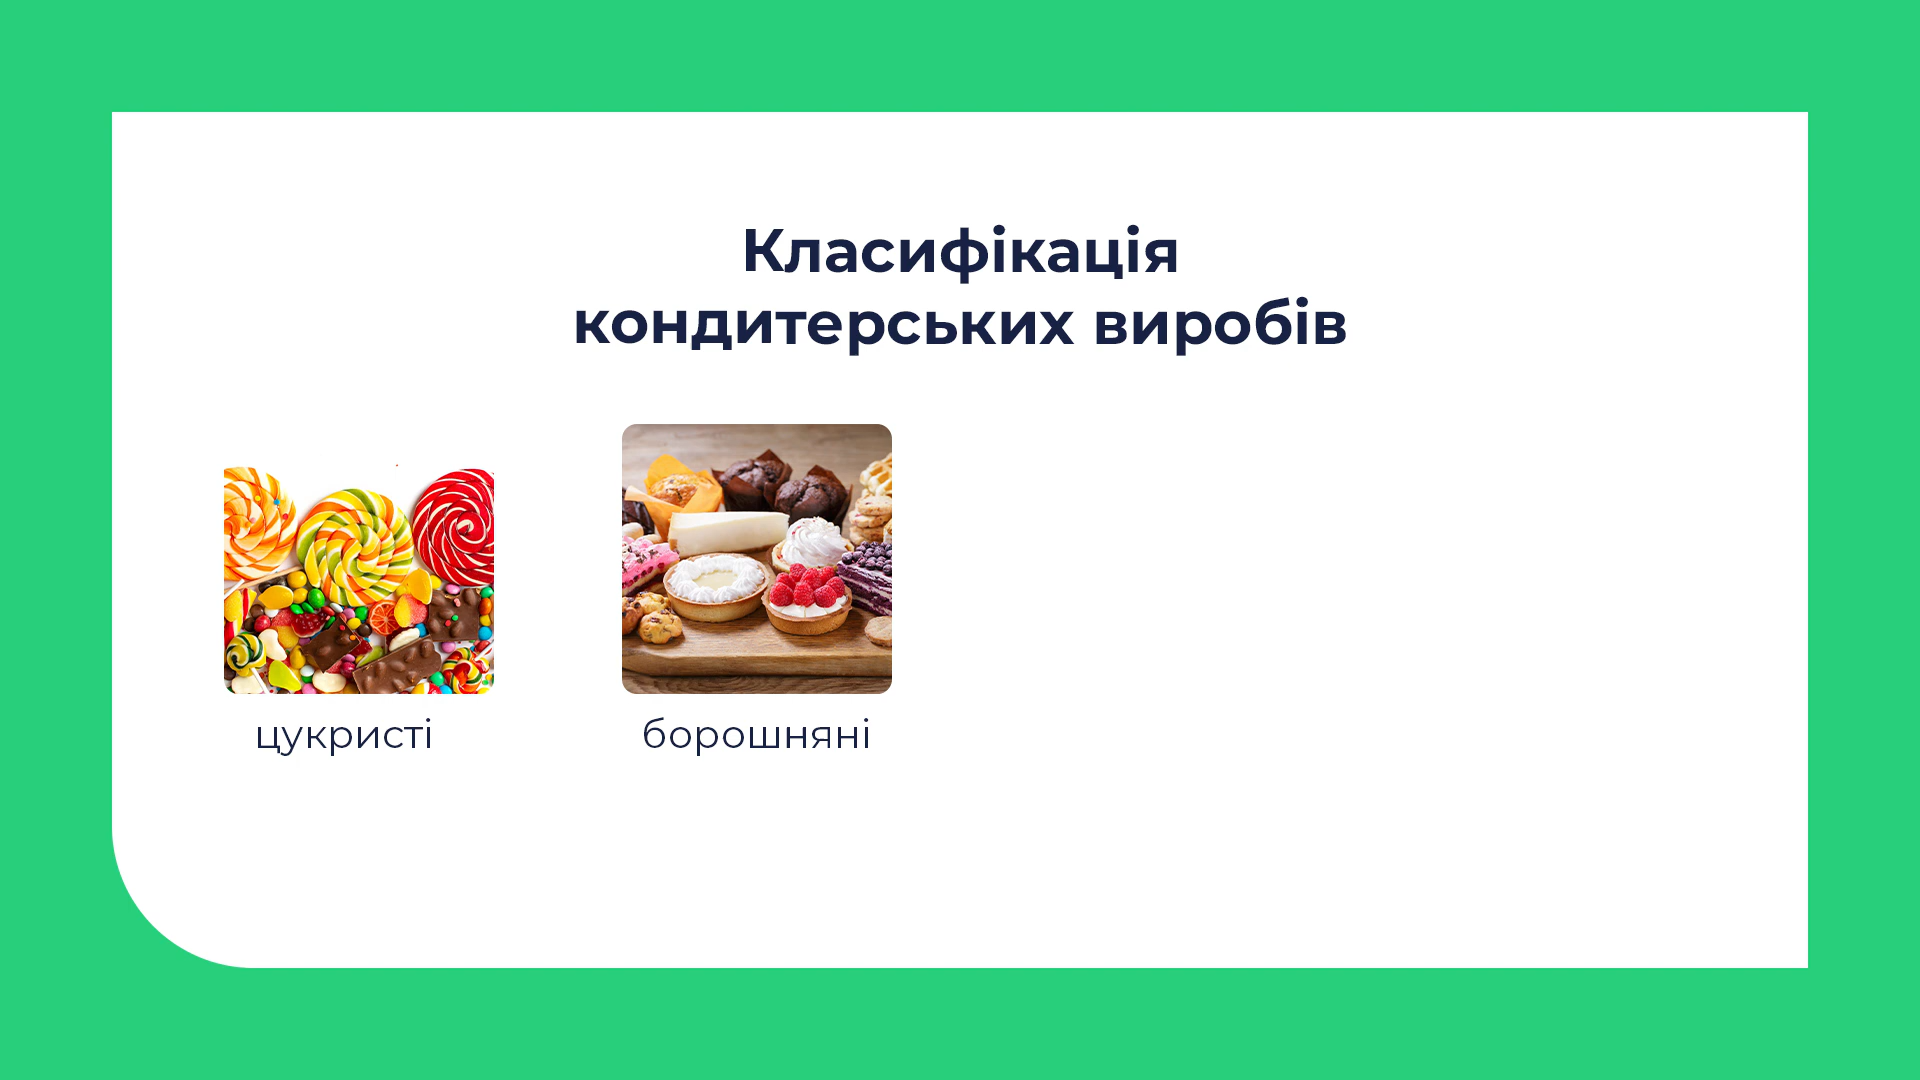 Класифікація
кондитерських виробів
цукристі
борошняні